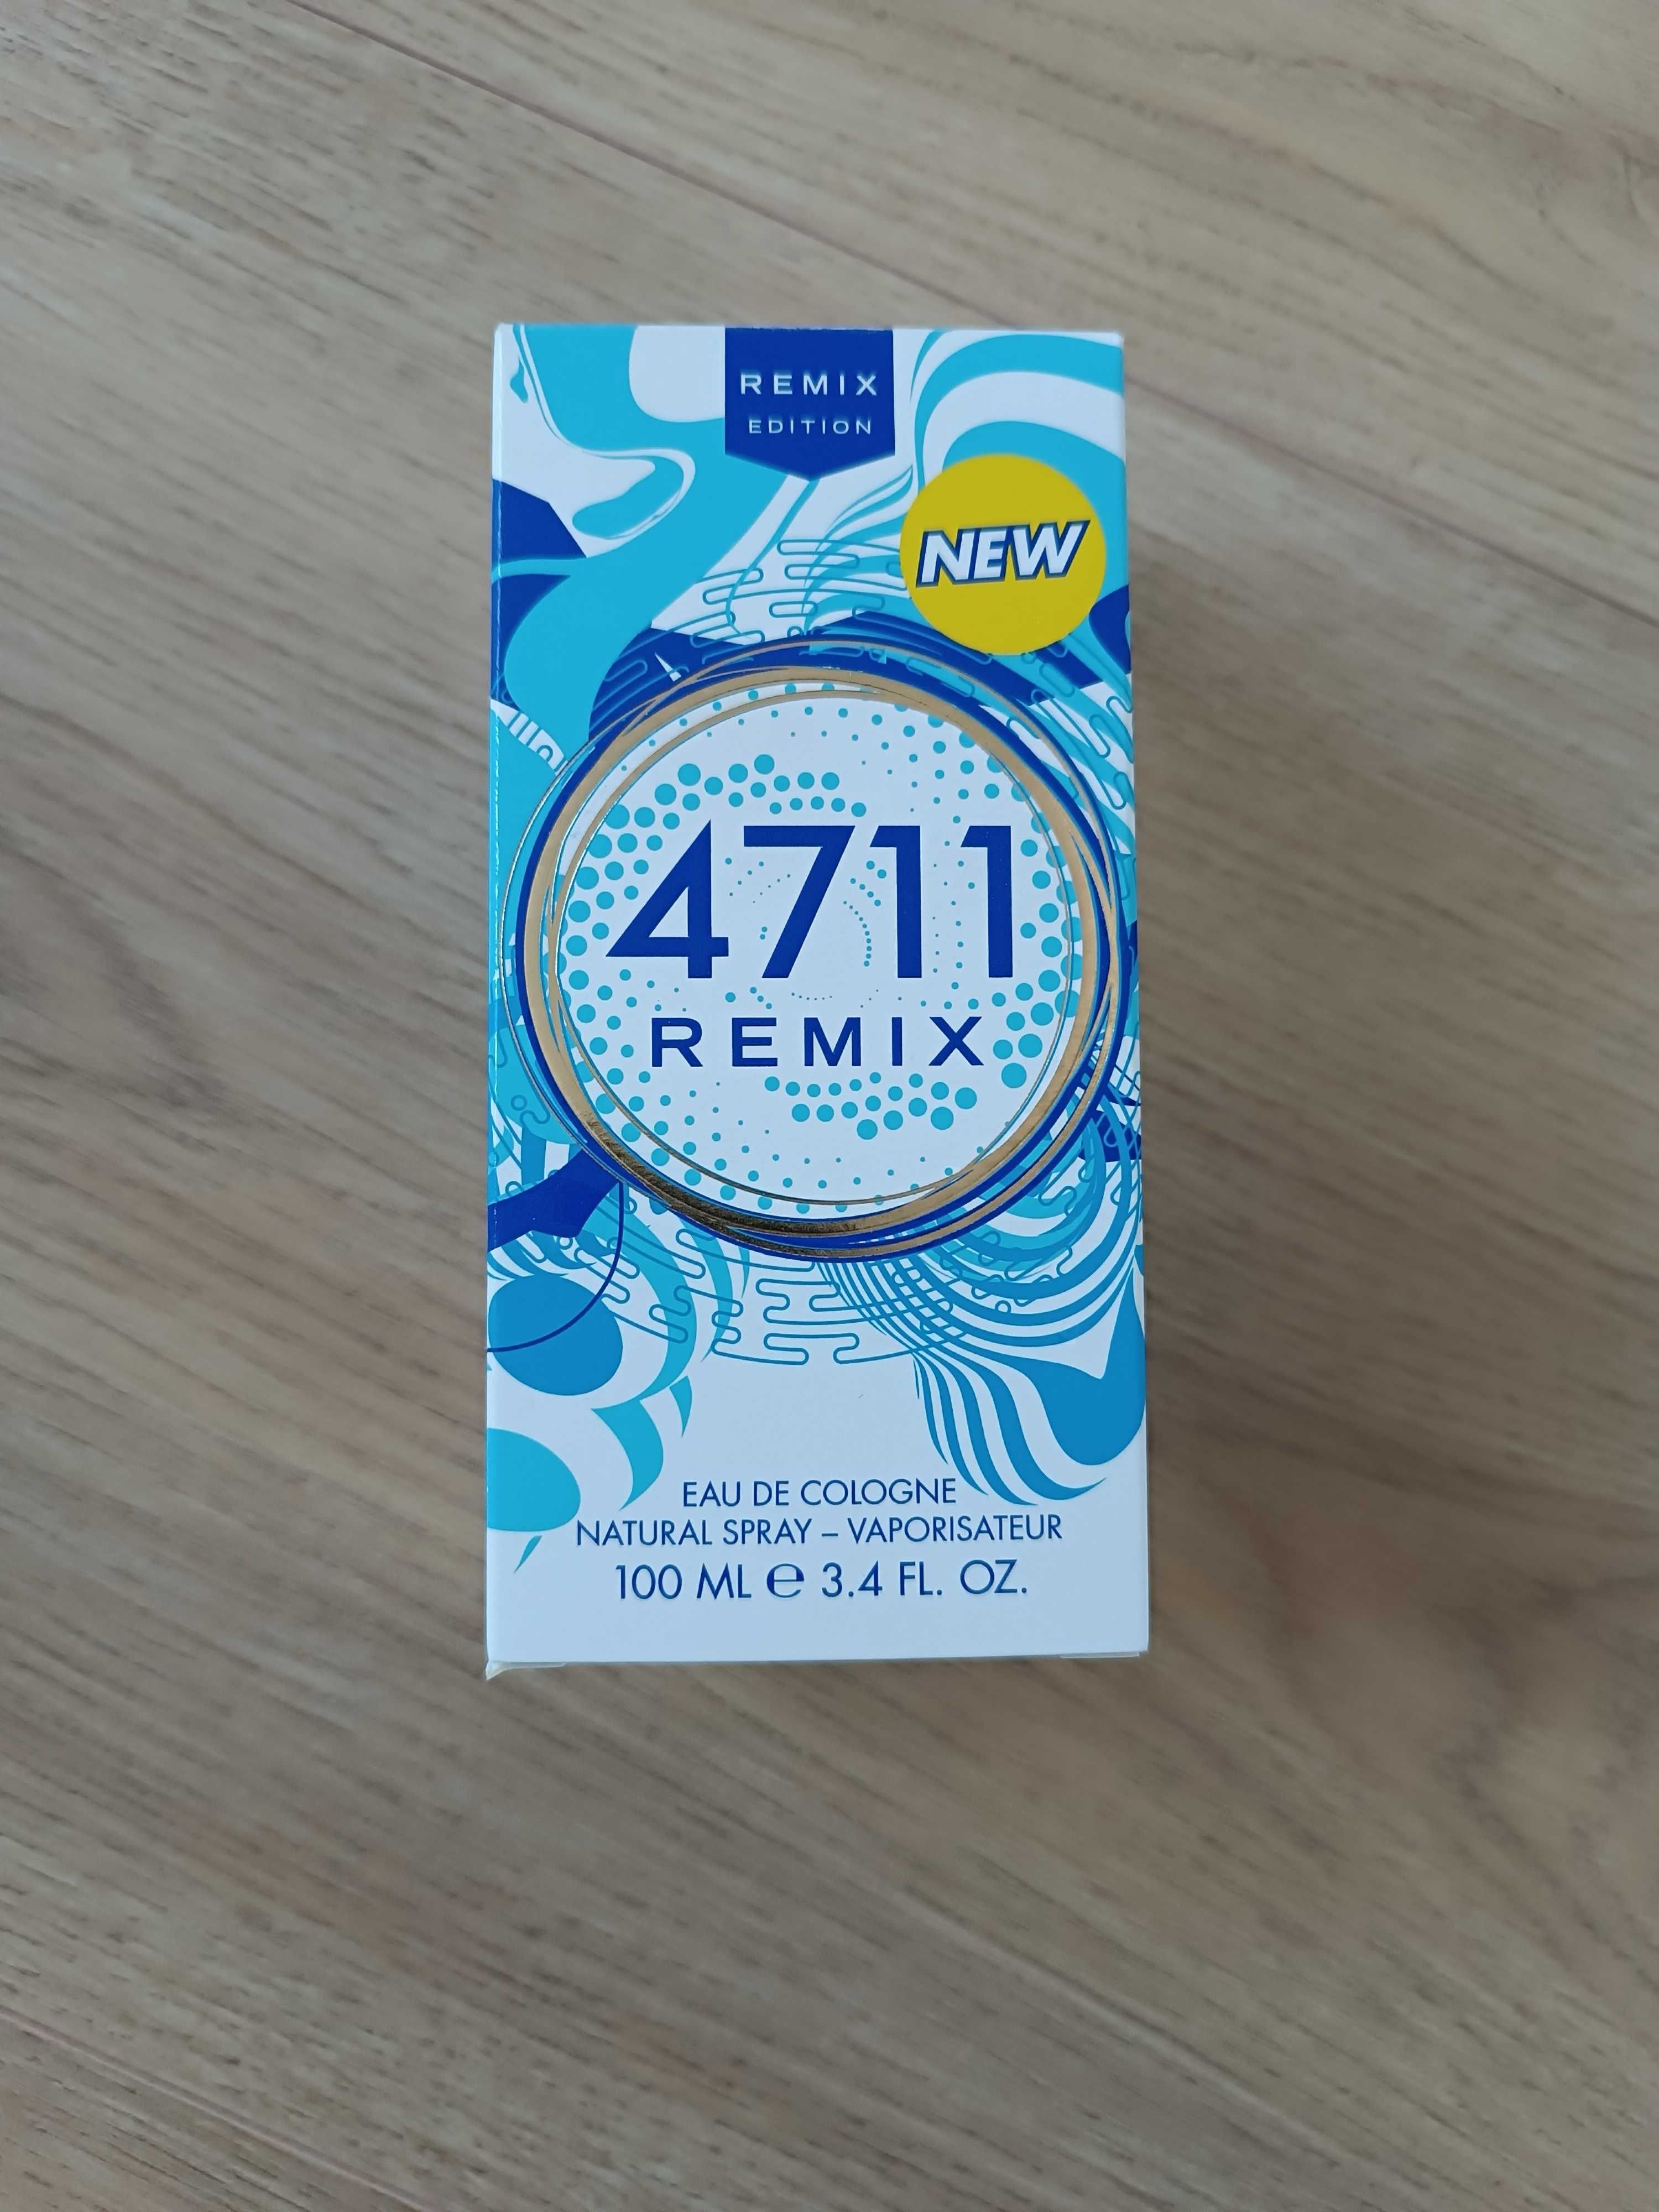 REMIX
EDITION
NEW
4711
REMIX
EAU DE COLOGNE
NATURAL SPRAY – VAPORISATEUR
100 ML ℮ 3.4 FL. OZ.